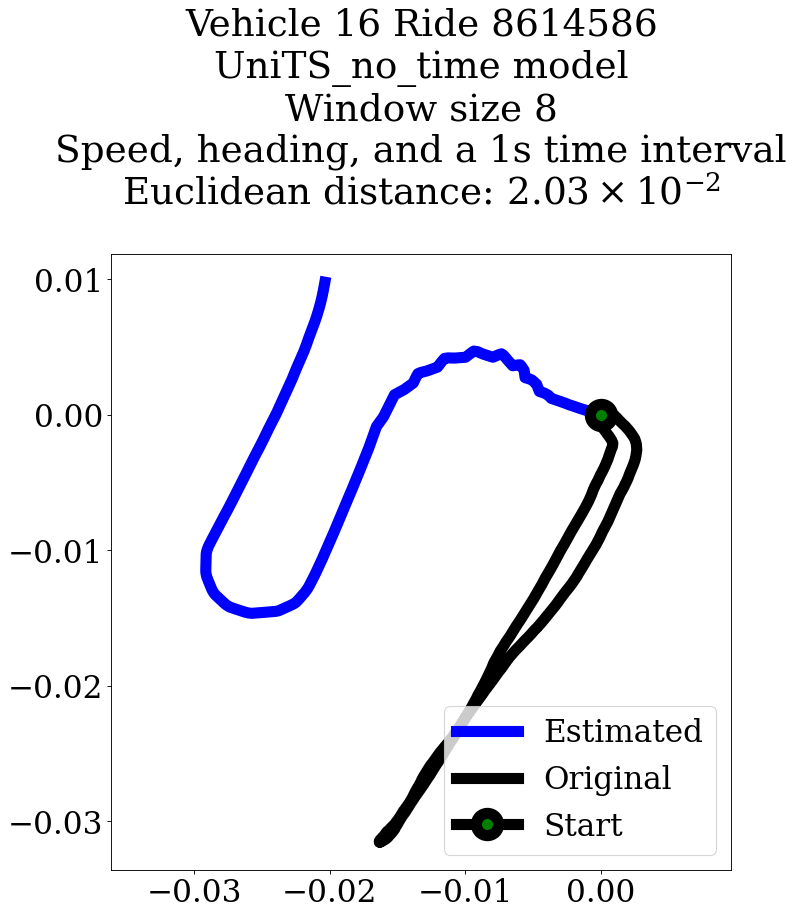 Vehicle 16 Ride 8614586
UniTS_no_time model
Window size 8
Speed, heading, and a 1s time interval
Euclidean distance: 2.03 × 10⁻²
0.01
0.00
−0.01
−0.02
−0.03
Estimated
Original
Start
−0.03
−0.02
−0.01
0.00